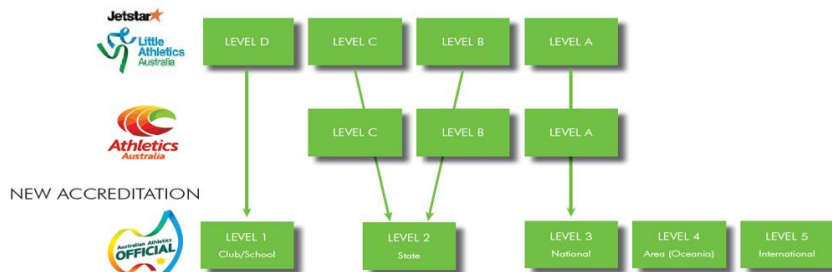 Jetstar
Little
Athletics
Australia
LEVEL D
LEVEL C
LEVEL B
LEVEL A
Athletics
Australia
LEVEL C
LEVEL B
LEVEL A
NEW ACCREDITATION
Australian Athletics
OFFICIAL
LEVEL 1
Club/School
LEVEL 2
State
LEVEL 3
National
LEVEL 4
Area (Oceania)
LEVEL 5
International